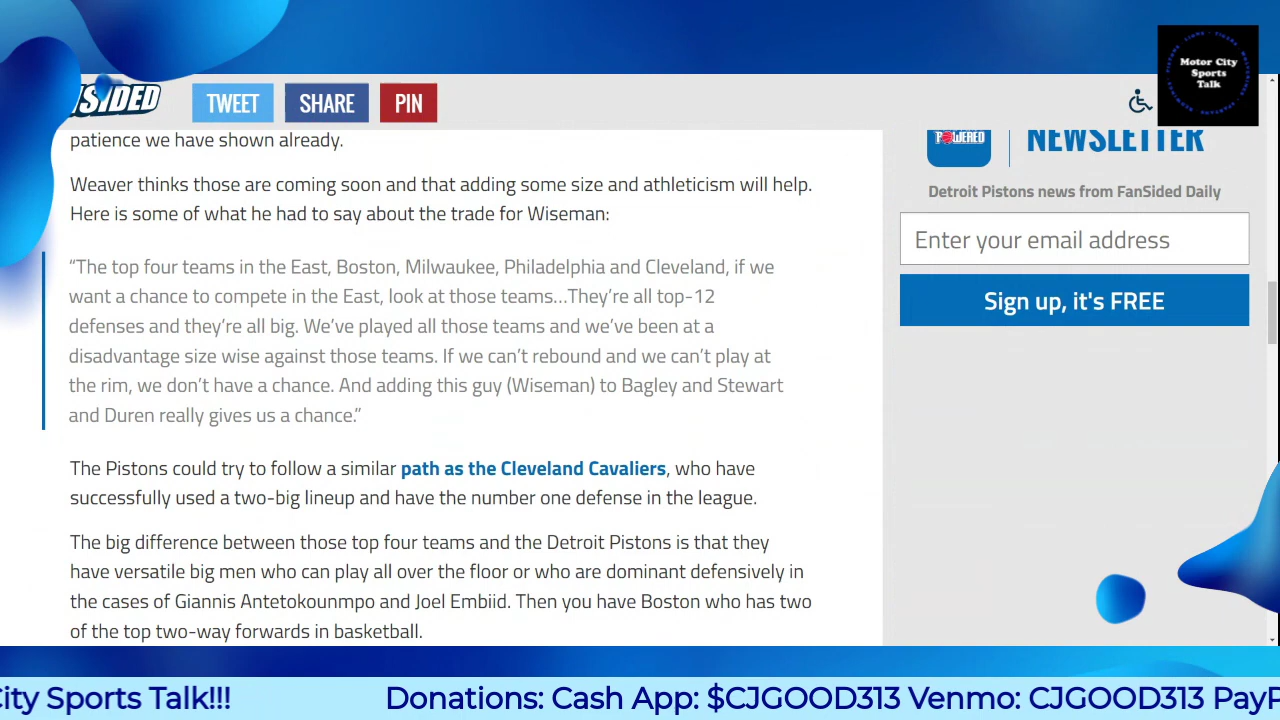 Motor City
Sports
Talk
SIDED
TWEET
SHARE
PIN
patience we have shown already.
Weaver thinks those are coming soon and that adding some size and athleticism will help.
Here is some of what he had to say about the trade for Wiseman:
“The top four teams in the East, Boston, Milwaukee, Philadelphia and Cleveland, if we
want a chance to compete in the East, look at those teams…They’re all top-12
defenses and they’re all big. We’ve played all those teams and we’ve been at a
disadvantage size wise against those teams. If we can’t rebound and we can’t play at
the rim, we don’t have a chance. And adding this guy (Wiseman) to Bagley and Stewart
and Duren really gives us a chance.”
The Pistons could try to follow a similar path as the Cleveland Cavaliers, who have
successfully used a two-big lineup and have the number one defense in the league.
The big difference between those top four teams and the Detroit Pistons is that they
have versatile big men who can play all over the floor or who are dominant defensively in
the cases of Giannis Antetokounmpo and Joel Embiid. Then you have Boston who has two
of the top two-way forwards in basketball.
POWERED
NEWSLETTER
Detroit Pistons news from FanSided Daily
Enter your email address
Sign up, it's FREE
City Sports Talk!!! Donations: Cash App: $CJGOOD313 Venmo: CJGOOD313 PayP